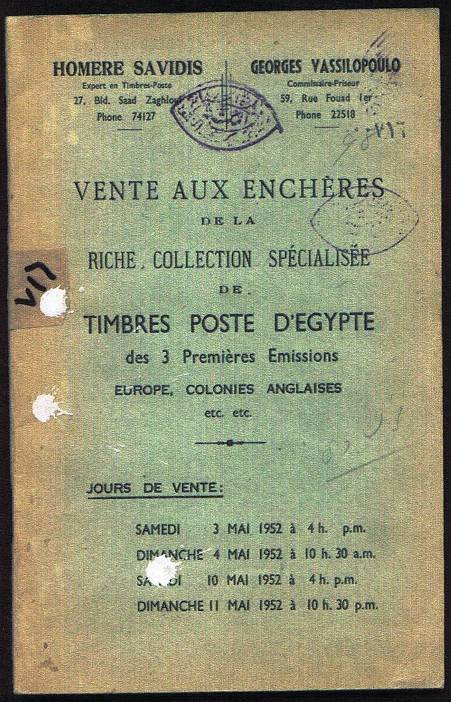 HOMERE SAVIDIS
Expert en Timbres-Poste
27, Bld. Saad Zaghloul
Phone 74127
GEORGES VASSILOPOULO
Commissaire-Priseur
59, Rue Fouad 1er
Phone 22518
VENTE AUX ENCHÈRES
DE LA
RICHE COLLECTION SPÉCIALISÉE
DE
TIMBRES POSTE D'EGYPTE
des 3 Premières Emissions
EUROPE, COLONIES ANGLAISES
etc. etc.
JOURS DE VENTE:
SAMEDI 3 MAI 1952 à 4 h. p.m.
DIMANCHE 4 MAI 1952 à 10 h. 30 a.m.
10 MAI 1952 à 4 h. p.m.
DIMANCHE 11 MAI 1952 à 10 h. 30 p.m.